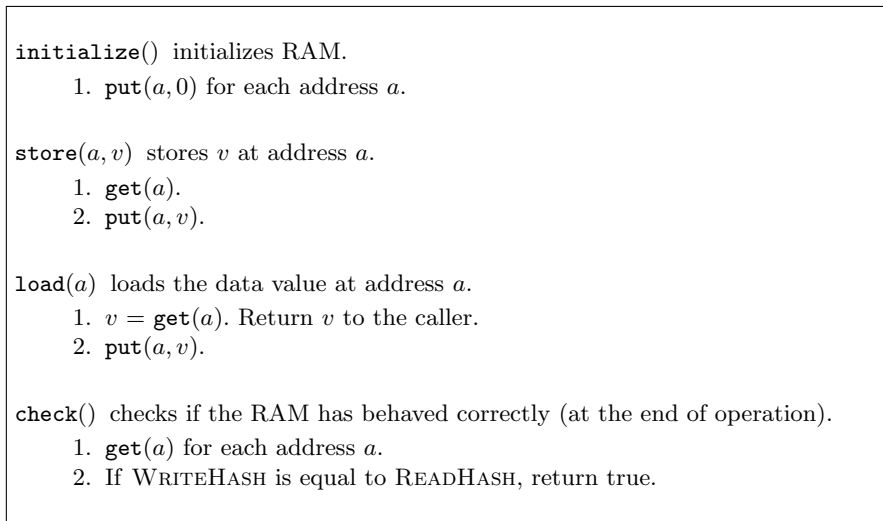 initialize() initializes RAM.
1. put(a, 0) for each address a.
store(a, v) stores v at address a.
1. get(a).
2. put(a, v).
load(a) loads the data value at address a.
1. v = get(a). Return v to the caller.
2. put(a, v).
check() checks if the RAM has behaved correctly (at the end of operation).
1. get(a) for each address a.
2. If WRITEHASH is equal to READHASH, return true.